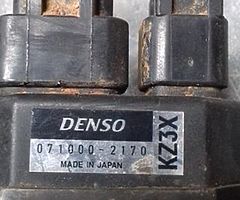 DENSO
071000-2170
MADE IN JAPAN
KZ3X